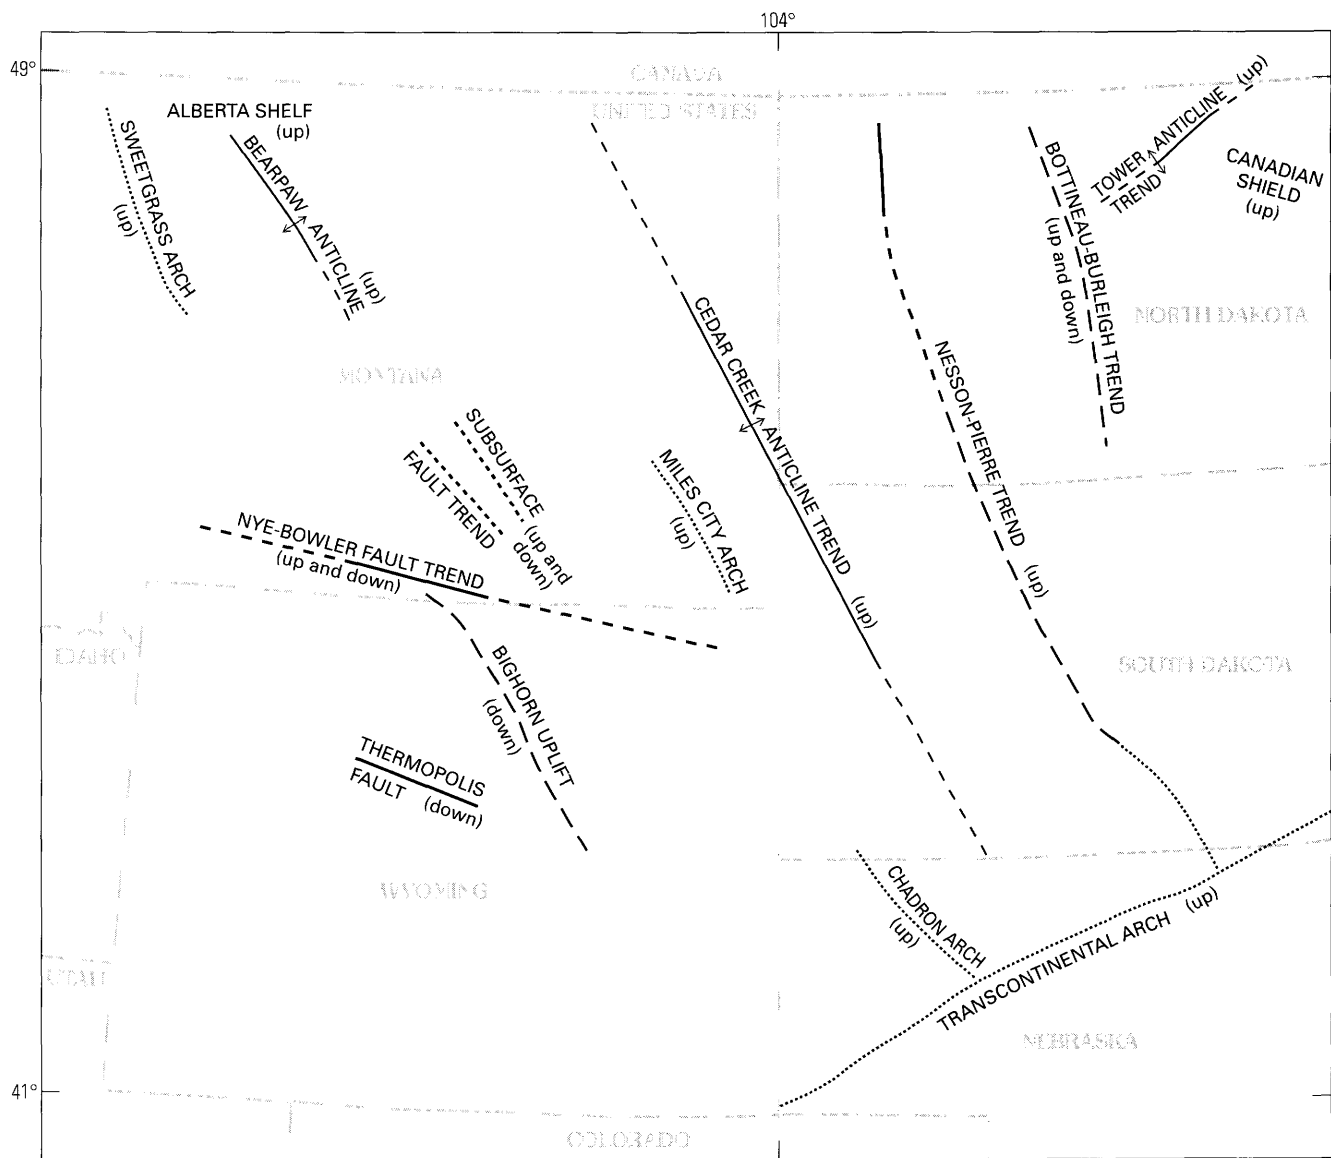 104°
49°
CANADA
UNITED STATES
ALBERTA SHELF
(up)
SWEETGRASS ARCH
(up)
BEARPAW ANTICLINE
(up)
TOWER ANTICLINE (up)
TREND
CANADIAN
SHIELD
(up)
BOTTINEAU-BURLEIGH TREND
(up and down)
NORTH DAKOTA
MONTANA
CEDAR CREEK ANTICLINE TREND (up)
NESSON-PIERRE TREND (up)
SUBSURFACE
FAULT TREND
(up and
down)
MILES CITY ARCH
(up)
NYE-BOWLER FAULT TREND
(up and down)
IDAHO
SOUTH DAKOTA
BIGHORN UPLIFT
(down)
THERMOPOLIS
FAULT (down)
WYOMING
CHADRON ARCH
(up)
TRANSCONTINENTAL ARCH (up)
UTAH
NEBRASKA
41°
COLORADO